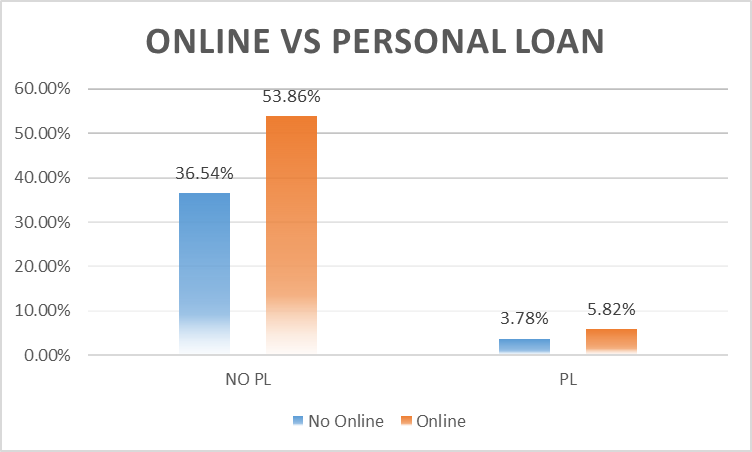 ONLINE VS PERSONAL LOAN
60.00%
50.00%
40.00%
30.00%
20.00%
10.00%
0.00%
36.54%
53.86%
3.78%
5.82%
NO PL
PL
No Online
Online